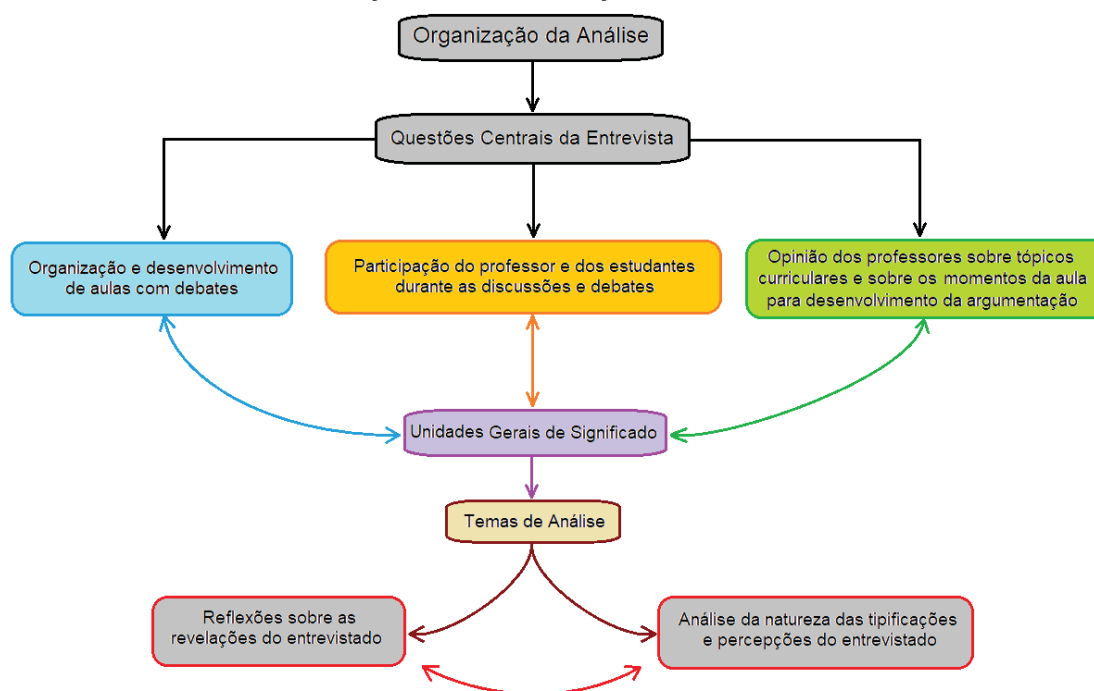 Organização da Análise
Questões Centrais da Entrevista
Organização e desenvolvimento
de aulas com debates
Participação do professor e dos estudantes
durante as discussões e debates
Opinião dos professores sobre tópicos
curriculares e sobre os momentos da aula
para desenvolvimento da argumentação
Unidades Gerais de Significado
Temas de Análise
Reflexões sobre as
revelações do entrevistado
Análise da natureza das tipificações
e percepções do entrevistado